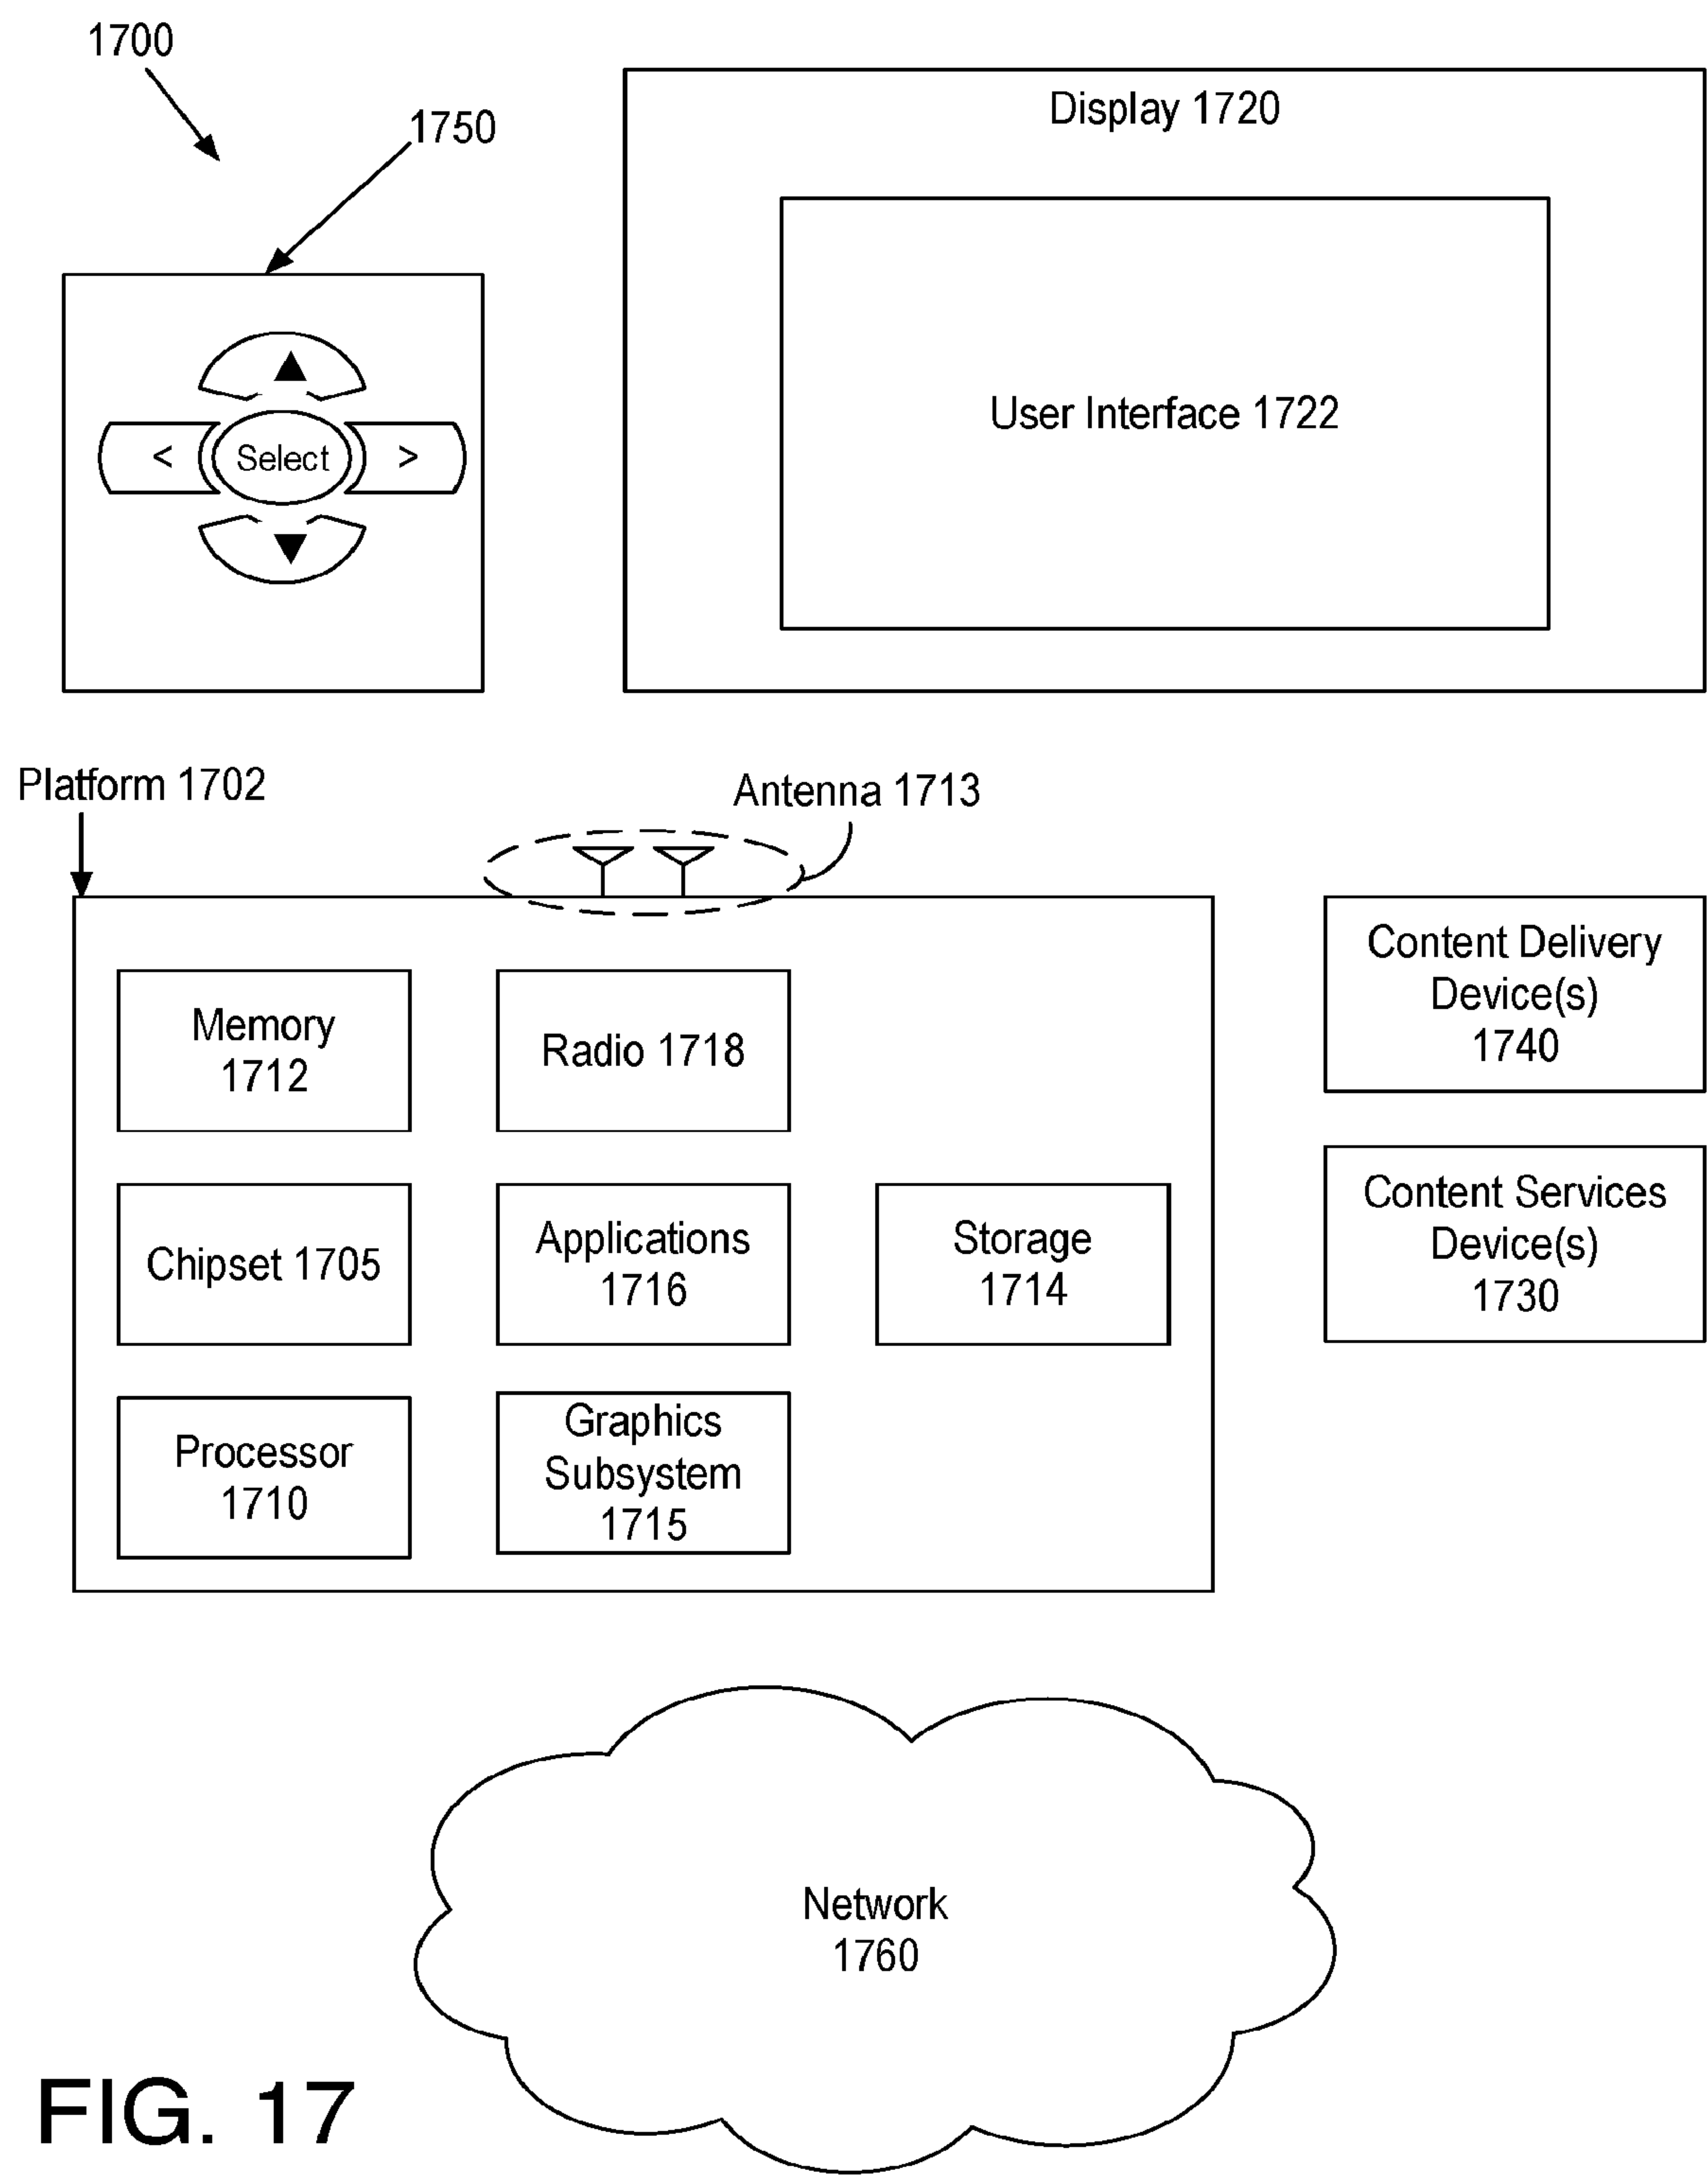 1700
1750
Display 1720
User Interface 1722
<
Select
>
Platform 1702
Antenna 1713
Memory
1712
Radio 1718
Chipset 1705
Applications
1716
Storage
1714
Processor
1710
Graphics
Subsystem
1715
Content Delivery
Device(s)
1740
Content Services
Device(s)
1730
Network
1760
FIG. 17